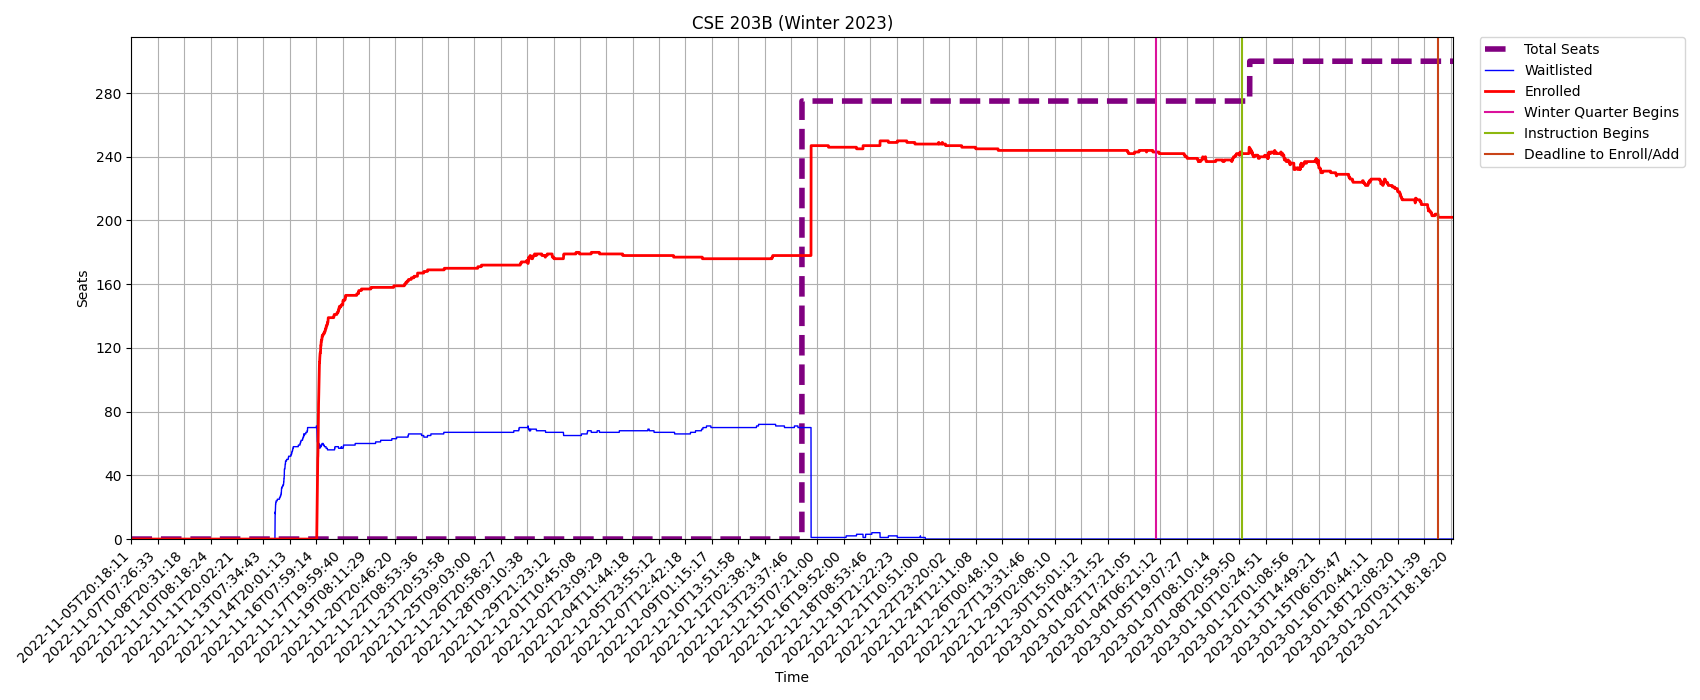 CSE 203B (Winter 2023)
Total Seats
Waitlisted
Enrolled
Winter Quarter Begins
Instruction Begins
Deadline to Enroll/Add
Seats
280
240
200
160
120
80
40
0
2022-11-05T20:18:11
2022-11-07T07:26:33
2022-11-08T20:31:18
2022-11-10T08:18:24
2022-11-11T20:02:21
2022-11-13T07:34:43
2022-11-14T20:01:13
2022-11-16T07:59:14
2022-11-17T19:59:40
2022-11-19T08:11:29
2022-11-20T20:46:20
2022-11-22T08:53:36
2022-11-23T20:53:58
2022-11-25T09:03:00
2022-11-26T20:58:27
2022-11-28T09:10:38
2022-11-29T21:23:12
2022-12-01T10:45:08
2022-12-02T23:09:29
2022-12-04T11:44:18
2022-12-05T23:55:12
2022-12-07T12:42:18
2022-12-09T01:15:17
2022-12-10T13:51:58
2022-12-12T02:38:14
2022-12-13T23:37:46
2022-12-15T07:21:00
2022-12-16T19:52:00
2022-12-18T08:53:46
2022-12-19T21:22:23
2022-12-21T10:51:00
2022-12-22T23:20:02
2022-12-24T12:11:08
2022-12-26T00:48:10
2022-12-27T13:31:46
2022-12-29T02:08:10
2022-12-30T15:01:12
2023-01-01T04:31:52
2023-01-02T17:21:05
2023-01-04T06:21:12
2023-01-05T19:07:27
2023-01-07T08:10:14
2023-01-08T20:59:50
2023-01-10T10:24:51
2023-01-12T01:08:56
2023-01-13T14:49:21
2023-01-15T06:05:47
2023-01-16T20:44:11
2023-01-18T12:08:20
2023-01-20T03:11:39
2023-01-21T18:18:20
Time